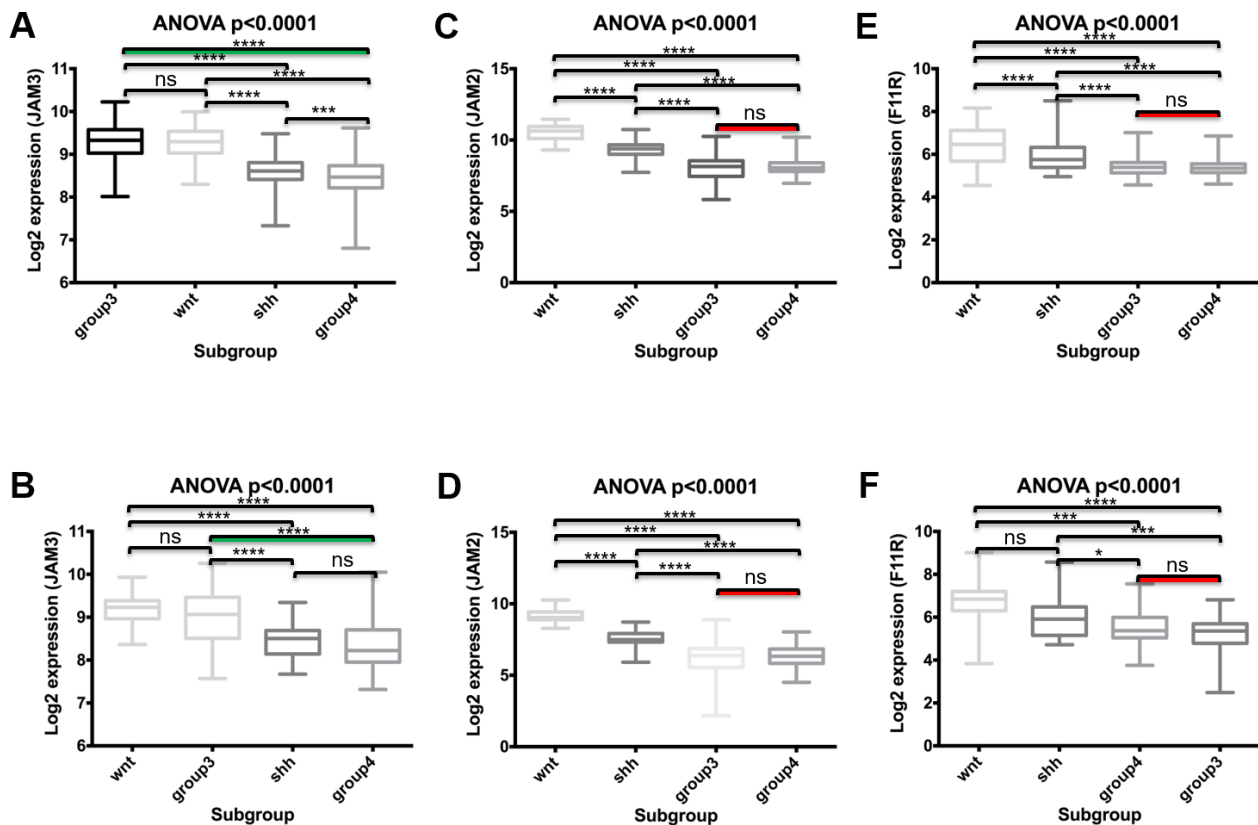 A
ANOVA p<0.0001
****
****
ns
****
****
***
Log2 expression (JAM3)
11
10
9
8
7
6
group3
wnt
shh
group4
Subgroup
C
ANOVA p<0.0001
****
****
****
****
****
ns
Log2 expression (JAM2)
15
10
5
0
wnt
shh
group3
group4
Subgroup
E
ANOVA p<0.0001
****
****
****
****
****
ns
Log2 expression (F11R)
10
8
6
4
2
0
wnt
shh
group3
group4
Subgroup
B
ANOVA p<0.0001
****
****
****
ns
****
ns
Log2 expression (JAM3)
11
10
9
8
7
6
wnt
group3
shh
group4
Subgroup
D
ANOVA p<0.0001
****
****
****
****
****
ns
Log2 expression (JAM2)
15
10
5
0
wnt
shh
group3
group4
Subgroup
F
ANOVA p<0.0001
****
***
***
ns
*
ns
Log2 expression (F11R)
10
8
6
4
2
0
wnt
shh
group4
group3
Subgroup